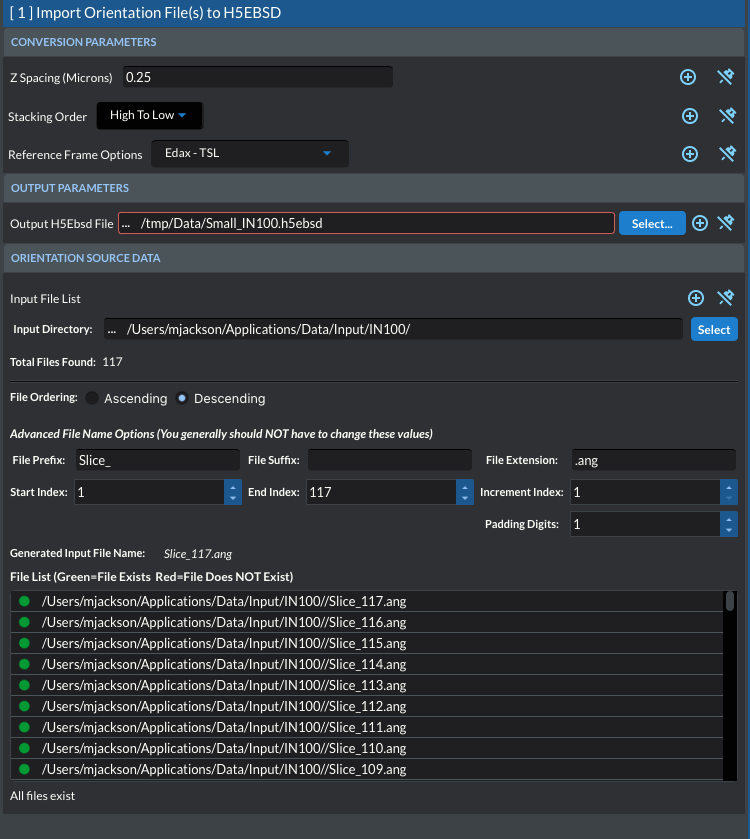 [ 1 ] Import Orientation File(s) to H5EBSD
CONVERSION PARAMETERS
Z Spacing (Microns) 0.25
Stacking Order High To Low
Reference Frame Options Edax - TSL
OUTPUT PARAMETERS
Output H5Ebsd File ... /tmp/Data/Small_IN100.h5ebsd Select...
ORIENTATION SOURCE DATA
Input File List
Input Directory: ... /Users/mjackson/Applications/Data/Input/IN100/ Select
Total Files Found: 117
File Ordering: Ascending Descending
Advanced File Name Options (You generally should NOT have to change these values)
File Prefix: Slice_ File Suffix: File Extension: .ang
Start Index: 1 End Index: 117 Increment Index: 1
Padding Digits: 1
Generated Input File Name: Slice_117.ang
File List (Green=File Exists Red=File Does NOT Exist)
/Users/mjackson/Applications/Data/Input/IN100//Slice_117.ang
/Users/mjackson/Applications/Data/Input/IN100//Slice_116.ang
/Users/mjackson/Applications/Data/Input/IN100//Slice_115.ang
/Users/mjackson/Applications/Data/Input/IN100//Slice_114.ang
/Users/mjackson/Applications/Data/Input/IN100//Slice_113.ang
/Users/mjackson/Applications/Data/Input/IN100//Slice_112.ang
/Users/mjackson/Applications/Data/Input/IN100//Slice_111.ang
/Users/mjackson/Applications/Data/Input/IN100//Slice_110.ang
/Users/mjackson/Applications/Data/Input/IN100//Slice_109.ang
All files exist